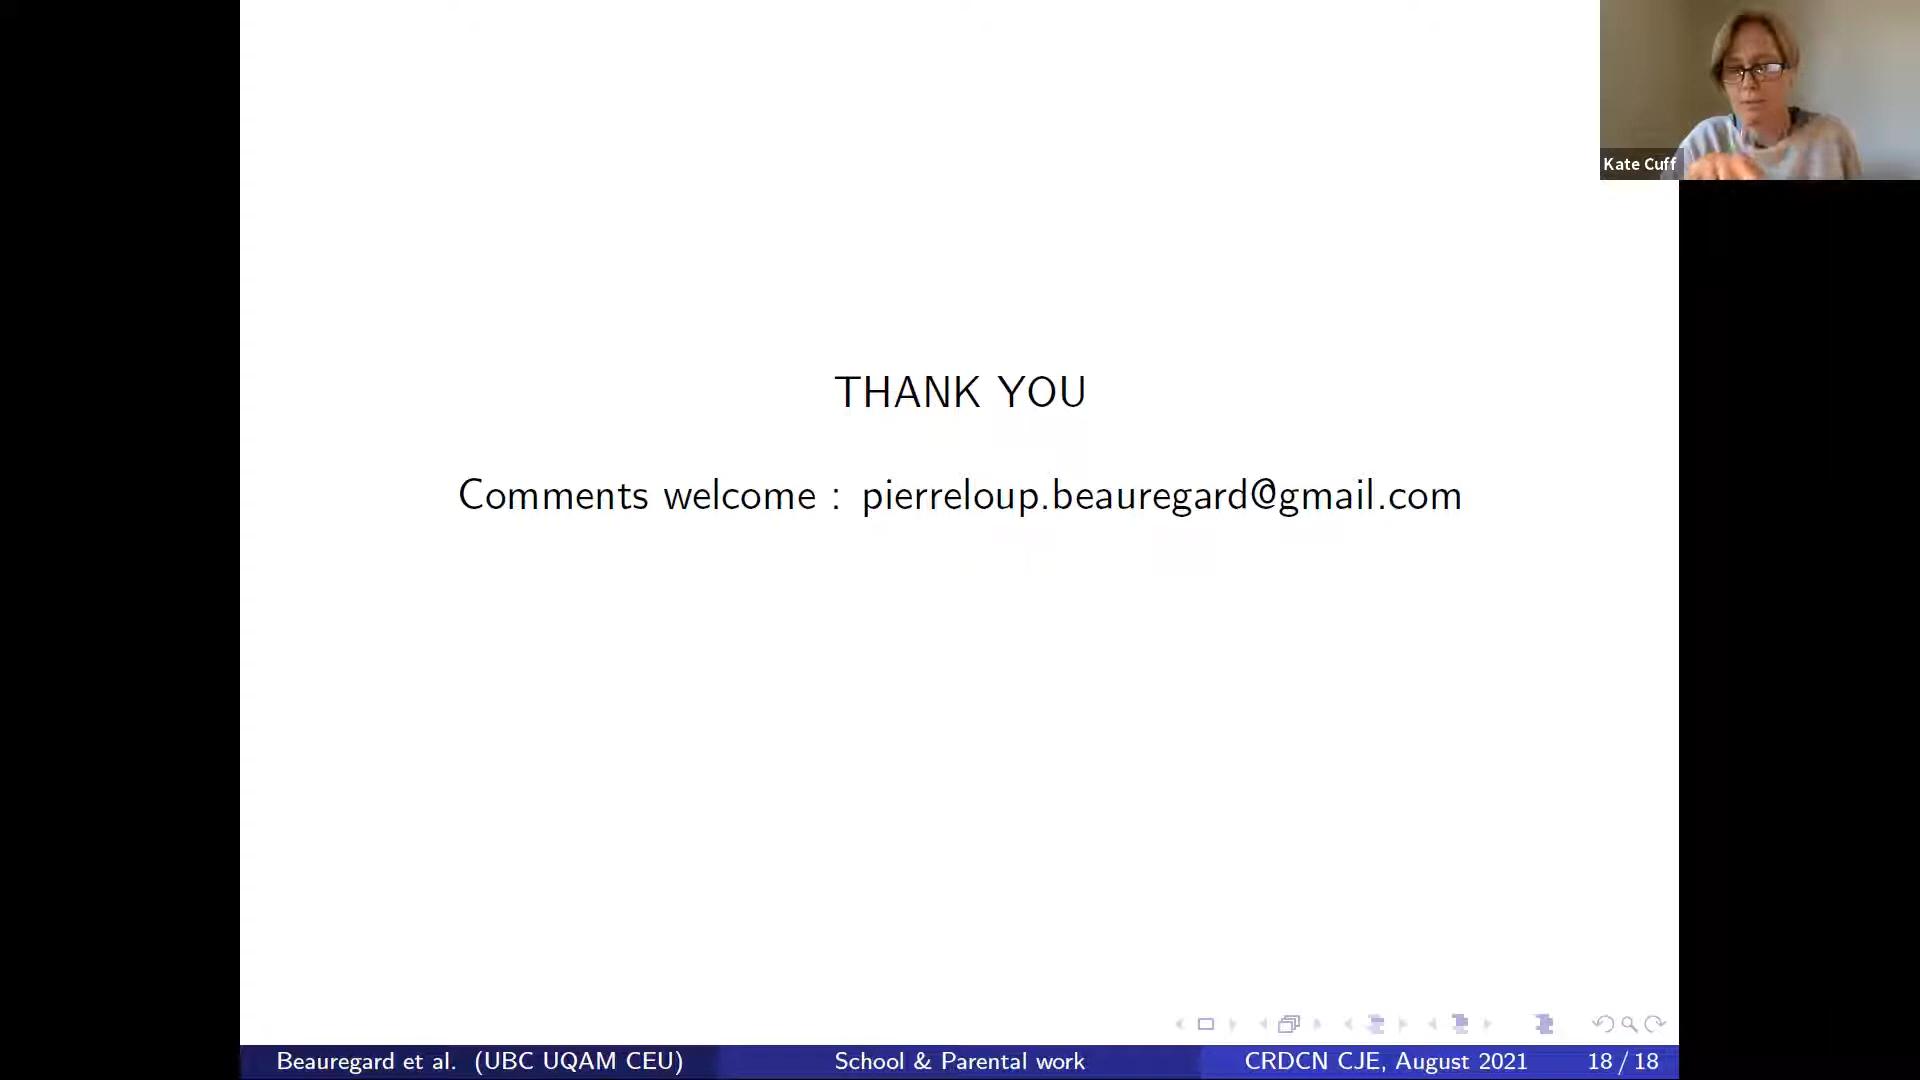 Kate Cuff
THANK YOU
Comments welcome : pierreloup.beauregard@gmail.com
Beauregard et al. (UBC UQAM CEU)
School & Parental work
CRDCN CJE, August 2021
18 / 18